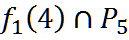 f₁(4) ∩ P₅